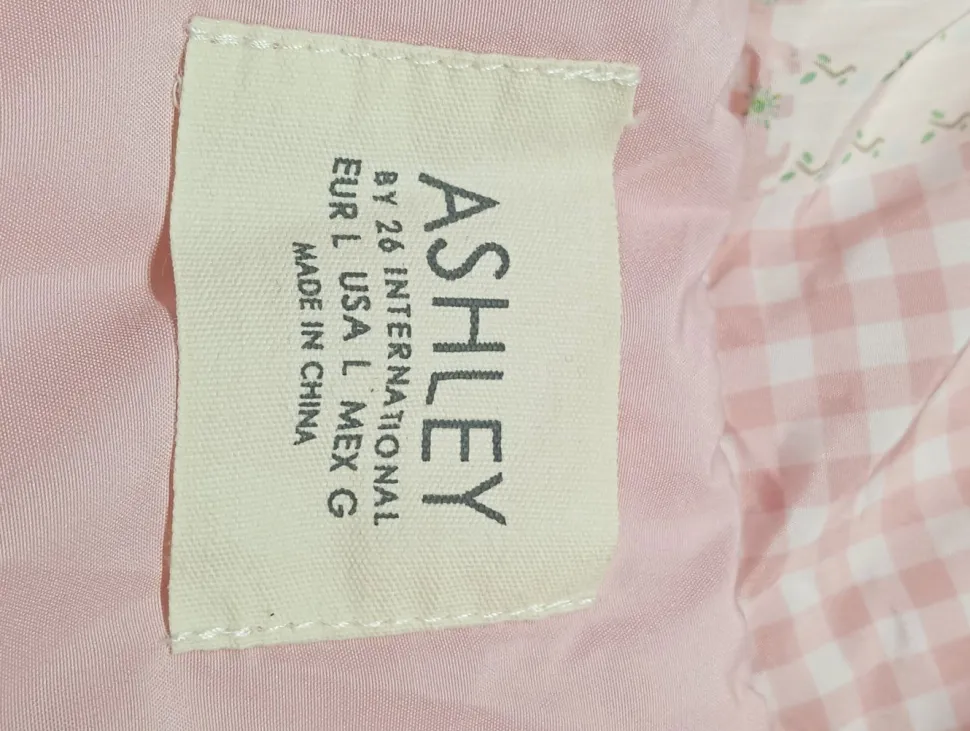 ASHLEY
BY 26 INTERNATIONAL
EUR L USA L MEX G
MADE IN CHINA